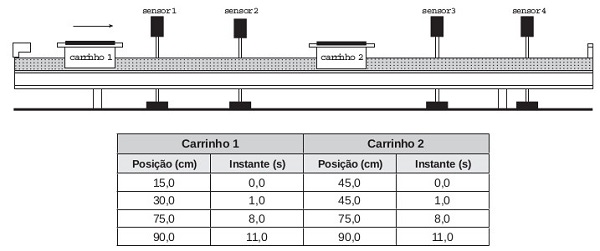 sensor1 sensor2 sensor3 sensor4
carrinho 1 carrinho 2
Carrinho 1 Carrinho 2
Posição (cm) Instante (s) Posição (cm) Instante (s)
15,0 0,0 45,0 0,0
30,0 1,0 45,0 1,0
75,0 8,0 75,0 8,0
90,0 11,0 90,0 11,0